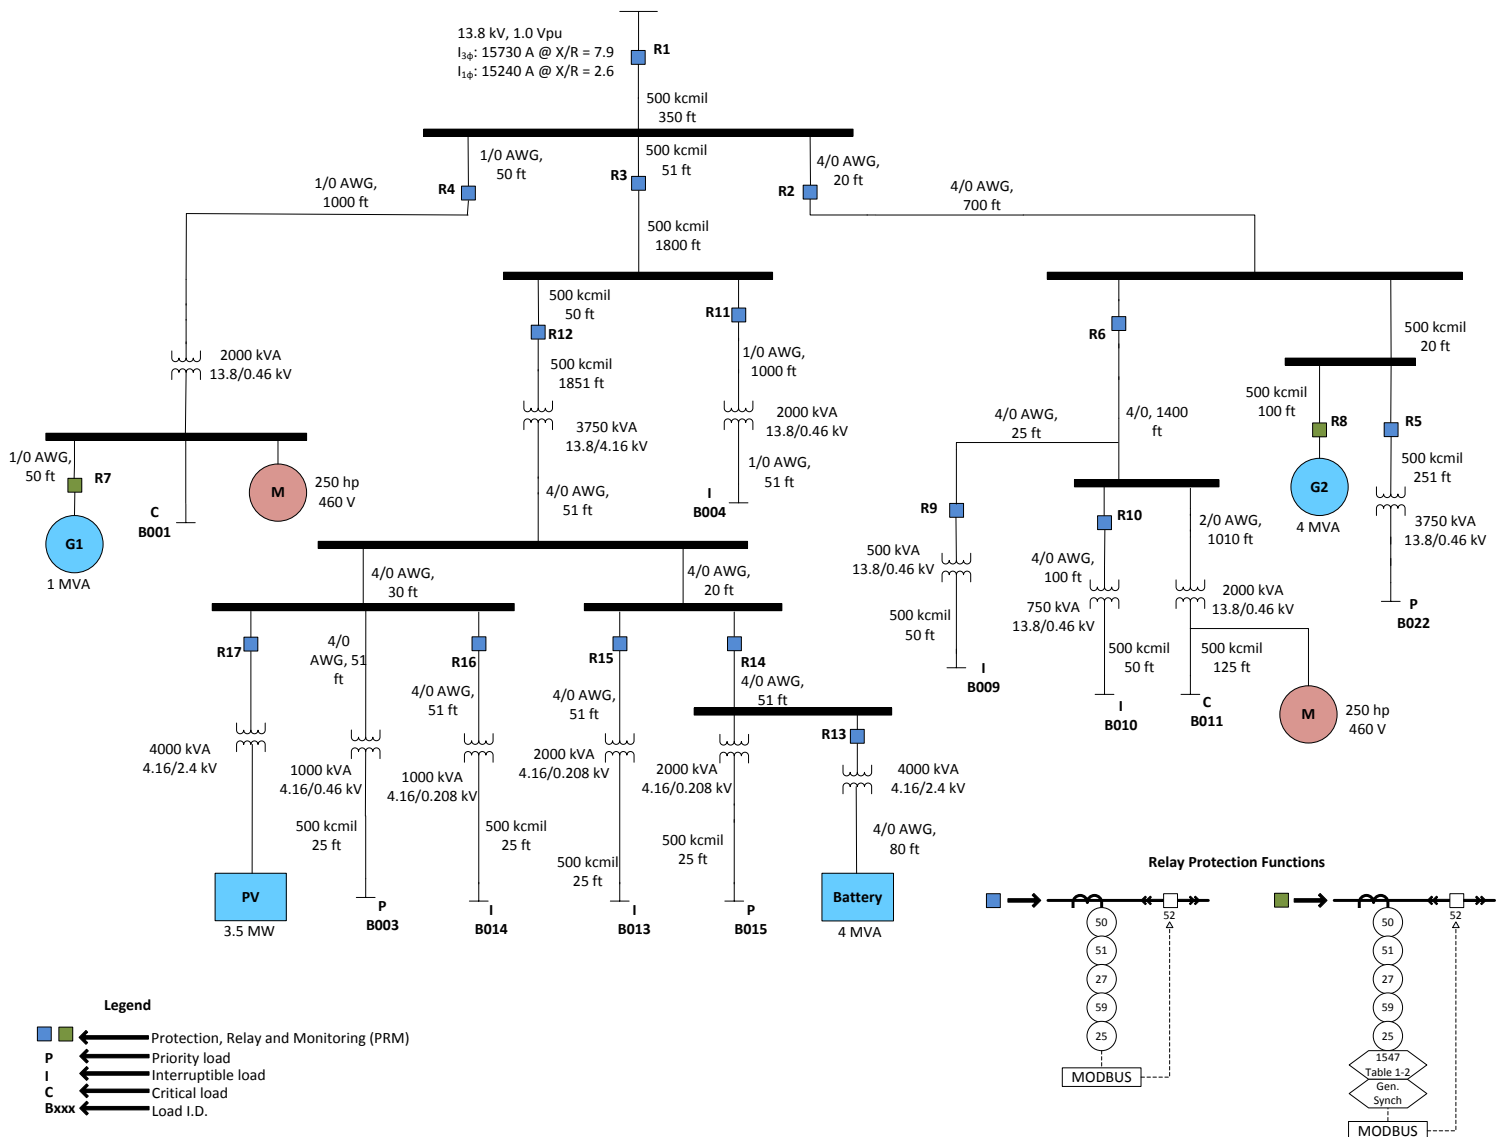 13.8 kV, 1.0 Vpu
I3ϕ: 15730 A @ X/R = 7.9
I1ϕ: 15240 A @ X/R = 2.6
R1
500 kcmil
350 ft
1/0 AWG,
50 ft
R4
1/0 AWG,
1000 ft
500 kcmil
51 ft
R3
500 kcmil
1800 ft
4/0 AWG,
20 ft
R2
4/0 AWG,
700 ft
2000 kVA
13.8/0.46 kV
1/0 AWG,
50 ft
R7
G1
1 MVA
C
B001
M
250 hp
460 V
500 kcmil
50 ft
R12
500 kcmil
1851 ft
3750 kVA
13.8/4.16 kV
4/0 AWG,
51 ft
R11
1/0 AWG,
1000 ft
2000 kVA
13.8/0.46 kV
1/0 AWG,
51 ft
I
B004
R6
4/0 AWG,
25 ft
4/0, 1400
ft
R9
500 kVA
13.8/0.46 kV
500 kcmil
50 ft
I
B009
R10
4/0 AWG,
100 ft
750 kVA
13.8/0.46 kV
500 kcmil
50 ft
I
B010
2/0 AWG,
1010 ft
2000 kVA
13.8/0.46 kV
500 kcmil
125 ft
C
B011
M
250 hp
460 V
500 kcmil
20 ft
500 kcmil
100 ft
R8
G2
4 MVA
R5
500 kcmil
251 ft
3750 kVA
13.8/0.46 kV
P
B022
4/0 AWG,
30 ft
4/0 AWG,
20 ft
R17
4000 kVA
4.16/2.4 kV
PV
3.5 MW
4/0
AWG, 51
ft
1000 kVA
4.16/0.46 kV
500 kcmil
25 ft
P
B003
R16
4/0 AWG,
51 ft
1000 kVA
4.16/0.208 kV
500 kcmil
25 ft
I
B014
R15
4/0 AWG,
51 ft
2000 kVA
4.16/0.208 kV
500 kcmil
25 ft
I
B013
R14
4/0 AWG,
51 ft
2000 kVA
4.16/0.208 kV
500 kcmil
25 ft
P
B015
R13
4000 kVA
4.16/2.4 kV
4/0 AWG,
80 ft
Battery
4 MVA
Relay Protection Functions
52
50
51
27
59
25
MODBUS
52
50
51
27
59
25
1547
Table 1-2
Gen.
Synch
MODBUS
Legend
Protection, Relay and Monitoring (PRM)
P Priority load
I Interruptible load
C Critical load
Bxxx Load I.D.